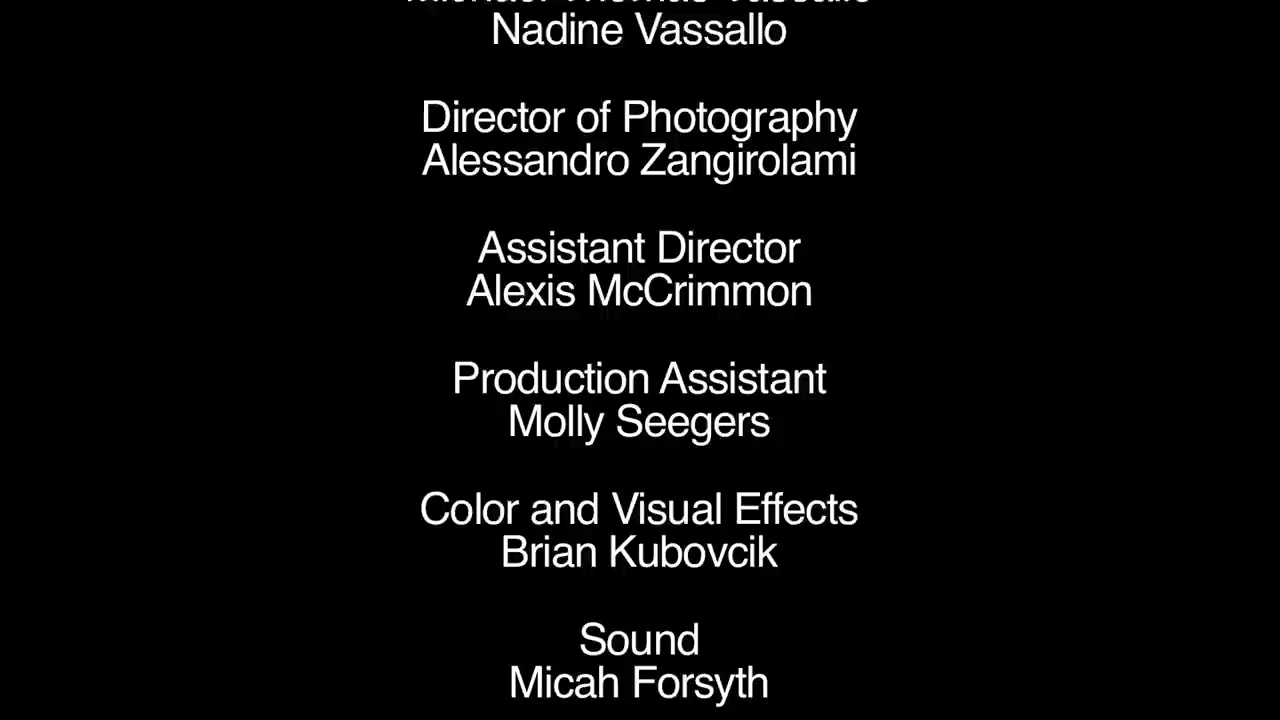 Nadine Vassallo
Director of Photography
Alessandro Zangirolami
Assistant Director
Alexis McCrimmon
Production Assistant
Molly Seegers
Color and Visual Effects
Brian Kubovcik
Sound
Micah Forsyth